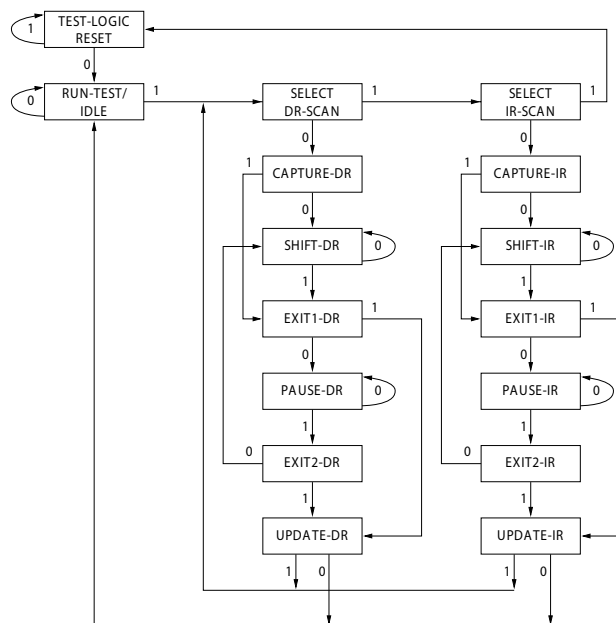 TEST-LOGIC
RESET
1
0
RUN-TEST/
IDLE
0
1
SELECT
DR-SCAN
1
SELECT
IR-SCAN
1
0
0
1
CAPTURE-DR
1
CAPTURE-IR
0
0
SHIFT-DR
0
SHIFT-IR
0
1
1
EXIT1-DR
1
EXIT1-IR
1
0
0
PAUSE-DR
0
PAUSE-IR
0
1
1
0
EXIT2-DR
0
EXIT2-IR
1
1
UPDATE-DR
UPDATE-IR
1
0
1
0